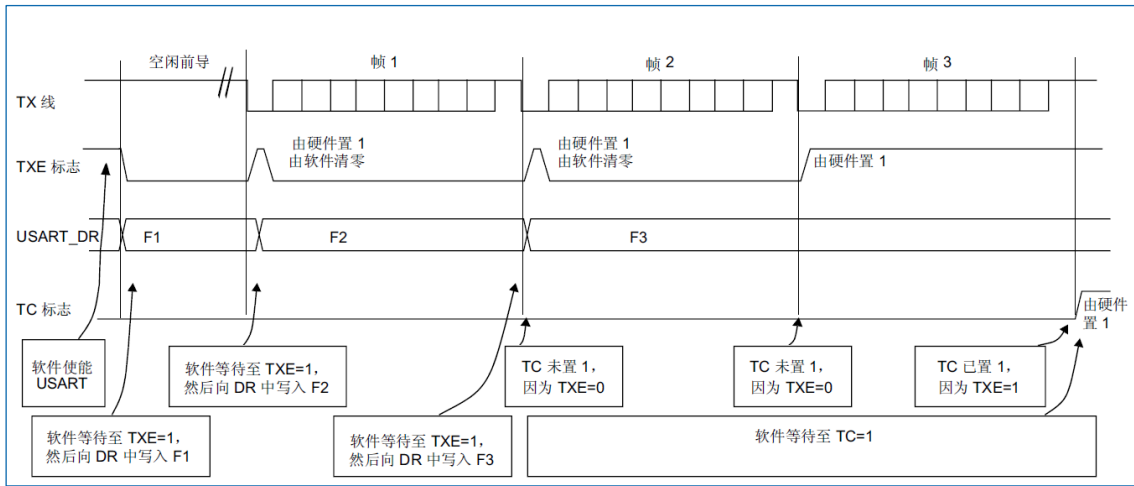 空闲前导
帧 1
帧 2
帧 3
TX 线
由硬件置 1
由软件清零
由硬件置 1
由软件清零
TXE 标志
由硬件置 1
USART_DR
F1
F2
F3
TC 标志
由硬件
置 1
软件使能
USART
软件等待至 TXE=1,
然后向 DR 中写入 F2
TC 未置 1,
因为 TXE=0
TC 未置 1,
因为 TXE=0
TC 已置 1,
因为 TXE=1
软件等待至 TXE=1,
然后向 DR 中写入 F1
软件等待至 TXE=1,
然后向 DR 中写入 F3
软件等待至 TC=1